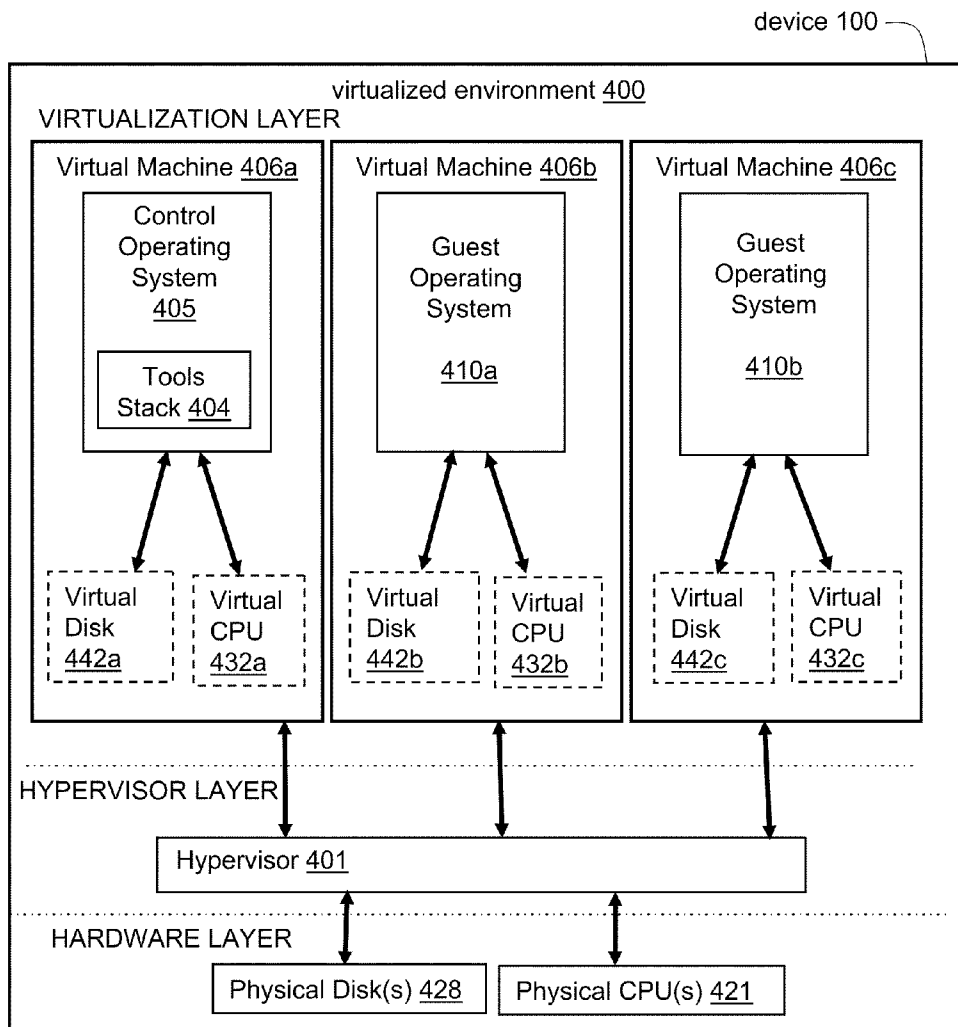 device 100
virtualized environment 400
VIRTUALIZATION LAYER
Virtual Machine 406a
Control
Operating
System
405
Tools
Stack 404
Virtual
Disk
442a
Virtual
CPU
432a
Virtual Machine 406b
Guest
Operating
System
410a
Virtual
Disk
442b
Virtual
CPU
432b
Virtual Machine 406c
Guest
Operating
System
410b
Virtual
Disk
442c
Virtual
CPU
432c
HYPERVISOR LAYER
Hypervisor 401
HARDWARE LAYER
Physical Disk(s) 428
Physical CPU(s) 421